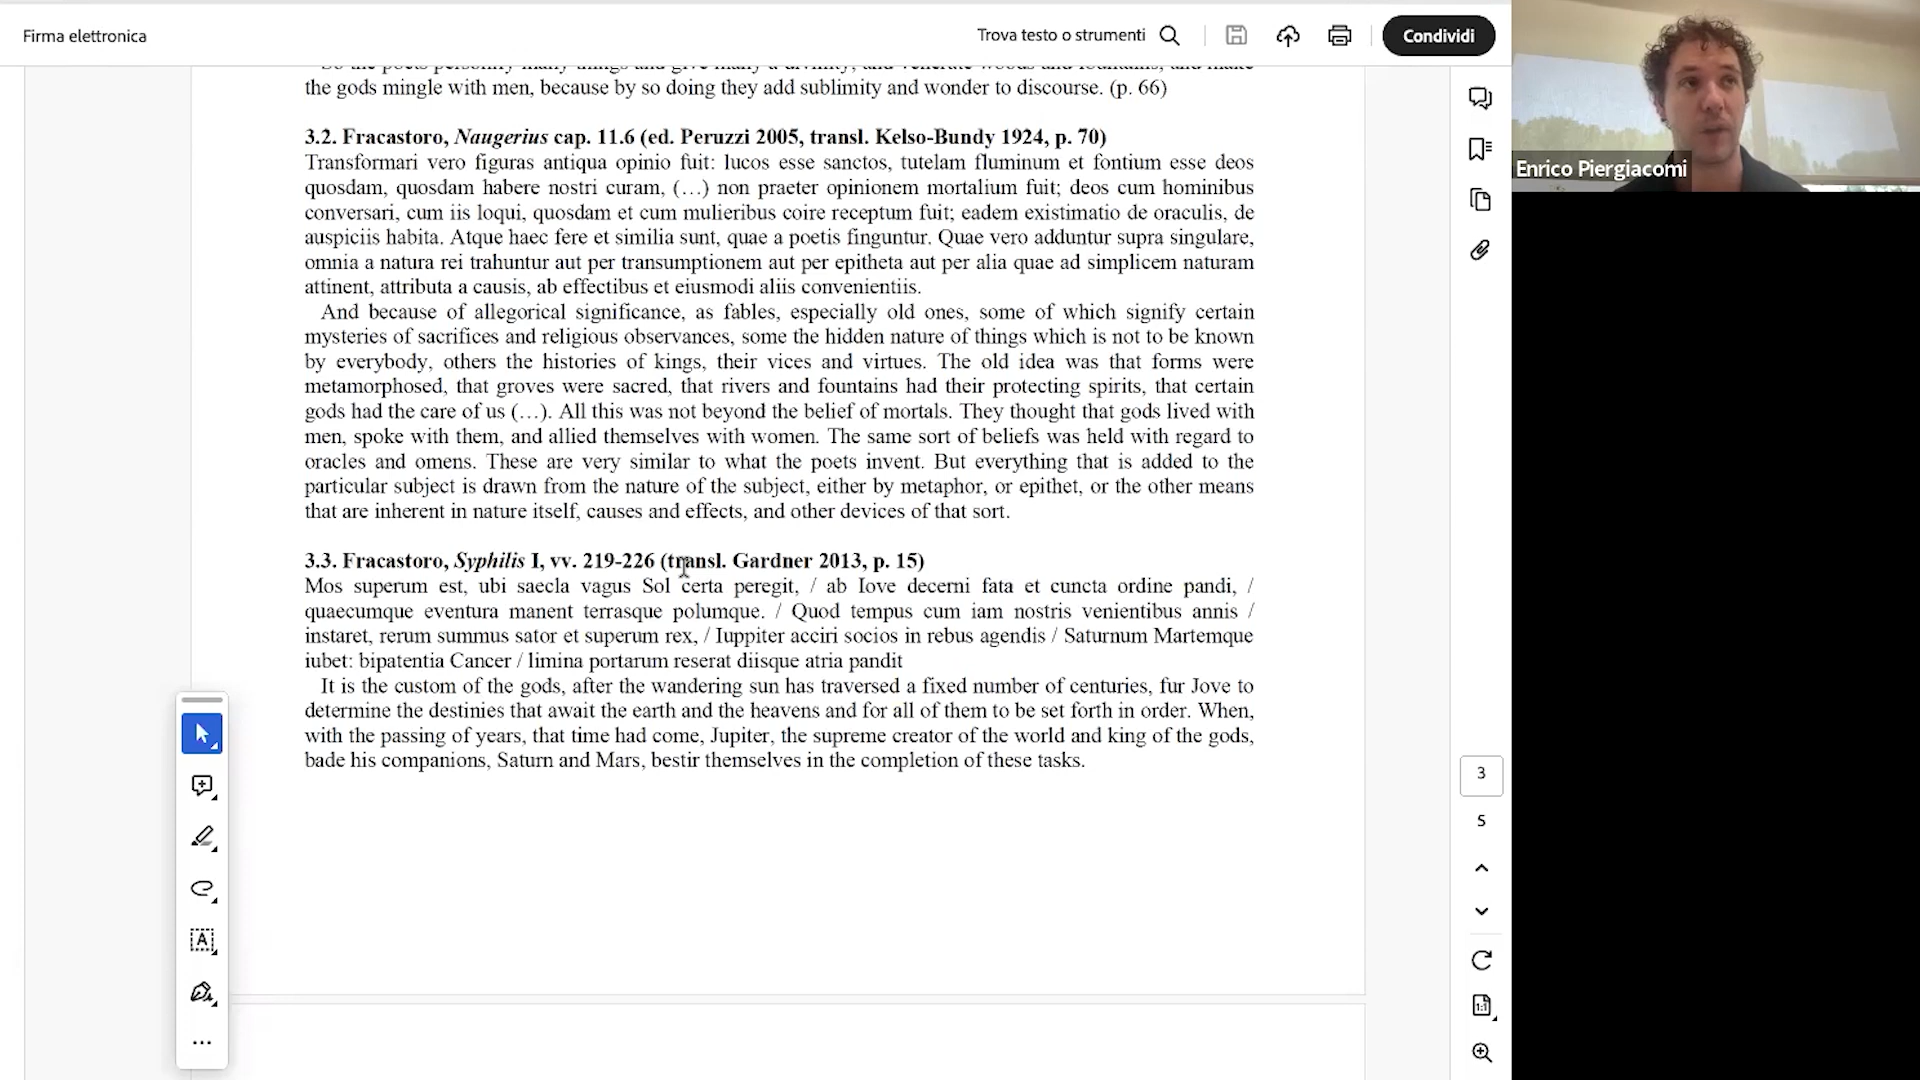 Firma elettronica
Trova testo o strumenti
Condividi
So the poets personify many things and give many a divinity, and venerate woods and fountains, and make
the gods mingle with men, because by so doing they add sublimity and wonder to discourse. (p. 66)
3.2. Fracastoro, Naugerius cap. 11.6 (ed. Peruzzi 2005, transl. Kelso-Bundy 1924, p. 70)
Transformari vero figuras antiqua opinio fuit: lucos esse sanctos, tutelam fluminum et fontium esse deos
quosdam, quosdam habere nostri curam, (…) non praeter opinionem mortalium fuit; deos cum hominibus
conversari, cum iis loqui, quosdam et cum mulieribus coire receptum fuit; eadem existimatio de oraculis, de
auspiciis habita. Atque haec fere et similia sunt, quae a poetis finguntur. Quae vero adduntur supra singulare,
omnia a natura rei trahuntur aut per transumptionem aut per epitheta aut per alia quae ad simplicem naturam
attinent, attributa a causis, ab effectibus et eiusmodi aliis convenientiis.
And because of allegorical significance, as fables, especially old ones, some of which signify certain
mysteries of sacrifices and religious observances, some the hidden nature of things which is not to be known
by everybody, others the histories of kings, their vices and virtues. The old idea was that forms were
metamorphosed, that groves were sacred, that rivers and fountains had their protecting spirits, that certain
gods had the care of us (…). All this was not beyond the belief of mortals. They thought that gods lived with
men, spoke with them, and allied themselves with women. The same sort of beliefs was held with regard to
oracles and omens. These are very similar to what the poets invent. But everything that is added to the
particular subject is drawn from the nature of the subject, either by metaphor, or epithet, or the other means
that are inherent in nature itself, causes and effects, and other devices of that sort.
3.3. Fracastoro, Syphilis I, vv. 219-226 (transl. Gardner 2013, p. 15)
Mos superum est, ubi saecla vagus Sol certa peregit, / ab Iove decerni fata et cuncta ordine pandi, /
quaecumque eventura manent terrasque polumque. / Quod tempus cum iam nostris venientibus annis /
instaret, rerum summus sator et superum rex, / Iuppiter acciri socios in rebus agendis / Saturnum Martemque
iubet: bipatentia Cancer / limina portarum reserat diisque atria pandit
It is the custom of the gods, after the wandering sun has traversed a fixed number of centuries, fur Jove to
determine the destinies that await the earth and the heavens and for all of them to be set forth in order. When,
with the passing of years, that time had come, Jupiter, the supreme creator of the world and king of the gods,
bade his companions, Saturn and Mars, bestir themselves in the completion of these tasks.
3
5
1:1
A
Enrico Piergiacomi